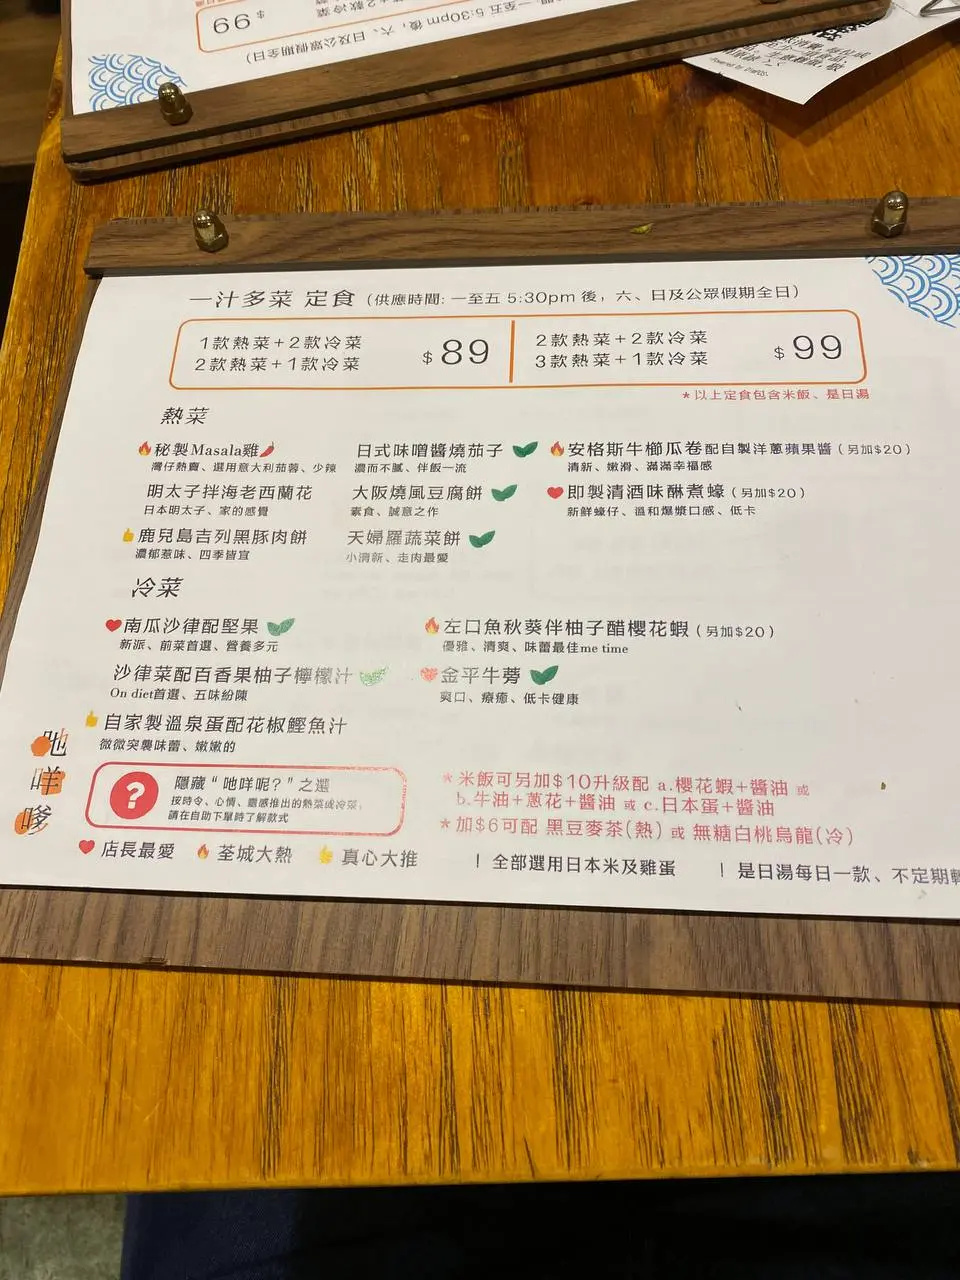 $ 99
一汁多菜 定食（供應時間: 一至五 5:30pm 後，六、日及公眾假期全日）
1款熱菜+2款冷菜
2款熱菜+1款冷菜
$ 89
2款熱菜+2款冷菜
3款熱菜+1款冷菜
$ 99
*以上定食包含米飯、是日湯
熱菜
秘製Masala雞
灣仔熱賣、選用意大利茄蓉、少辣
日式味噌醬燒茄子
濃而不膩、伴飯一流
安格斯牛櫛瓜卷配自製洋蔥蘋果醬（另加$20）
清新、嫩滑、滿滿幸福感
明太子拌海老西蘭花
日本明太子、家的感覺
大阪燒風豆腐餅
素食、誠意之作
即製清酒味醂煮蠔（另加$20）
新鮮蠔仔、溫和爆漿口感、低卡
鹿兒島吉列黑豚肉餅
濃郁惹味、四季皆宜
天婦羅蔬菜餅
小清新、走肉最愛
冷菜
南瓜沙律配堅果
新派、前菜首選、營養多元
左口魚秋葵伴柚子醋櫻花蝦（另加$20）
優雅、清爽、味蕾最佳me time
沙律菜配百香果柚子檸檬汁
On diet首選、五味紛陳
金平牛蒡
爽口、療癒、低卡健康
自家製溫泉蛋配花椒鰹魚汁
微微突襲味蕾、嫩嫩的
吔咩嗲
?
隱藏 “ 吔咩呢？” 之選
按時令、心情、靈感推出的熱菜或冷菜，
請在自助下單時了解款式
*米飯可另加$10升級配 a.櫻花蝦+醬油 或
b.牛油+蔥花+醬油 或 c.日本蛋+醬油
*加$6可配 黑豆麥茶(熱) 或 無糖白桃烏龍(冷)
店長最愛 荃城大熱 真心大推
| 全部選用日本米及雞蛋
| 是日湯每日一款、不定期